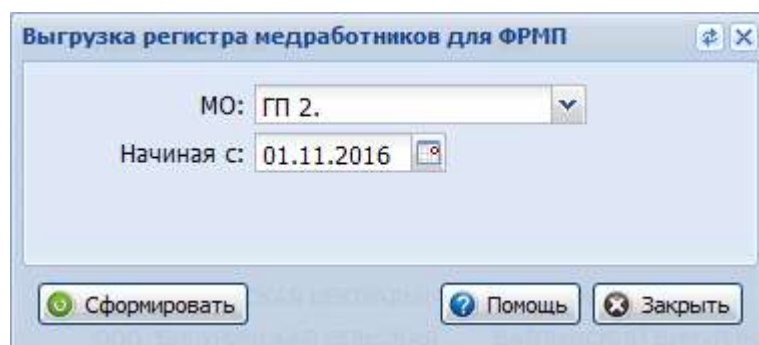 Выгрузка регистра медработников для ФРМП
МО: ГП 2.
Начиная с: 01.11.2016
Сформировать Помощь Закрыть